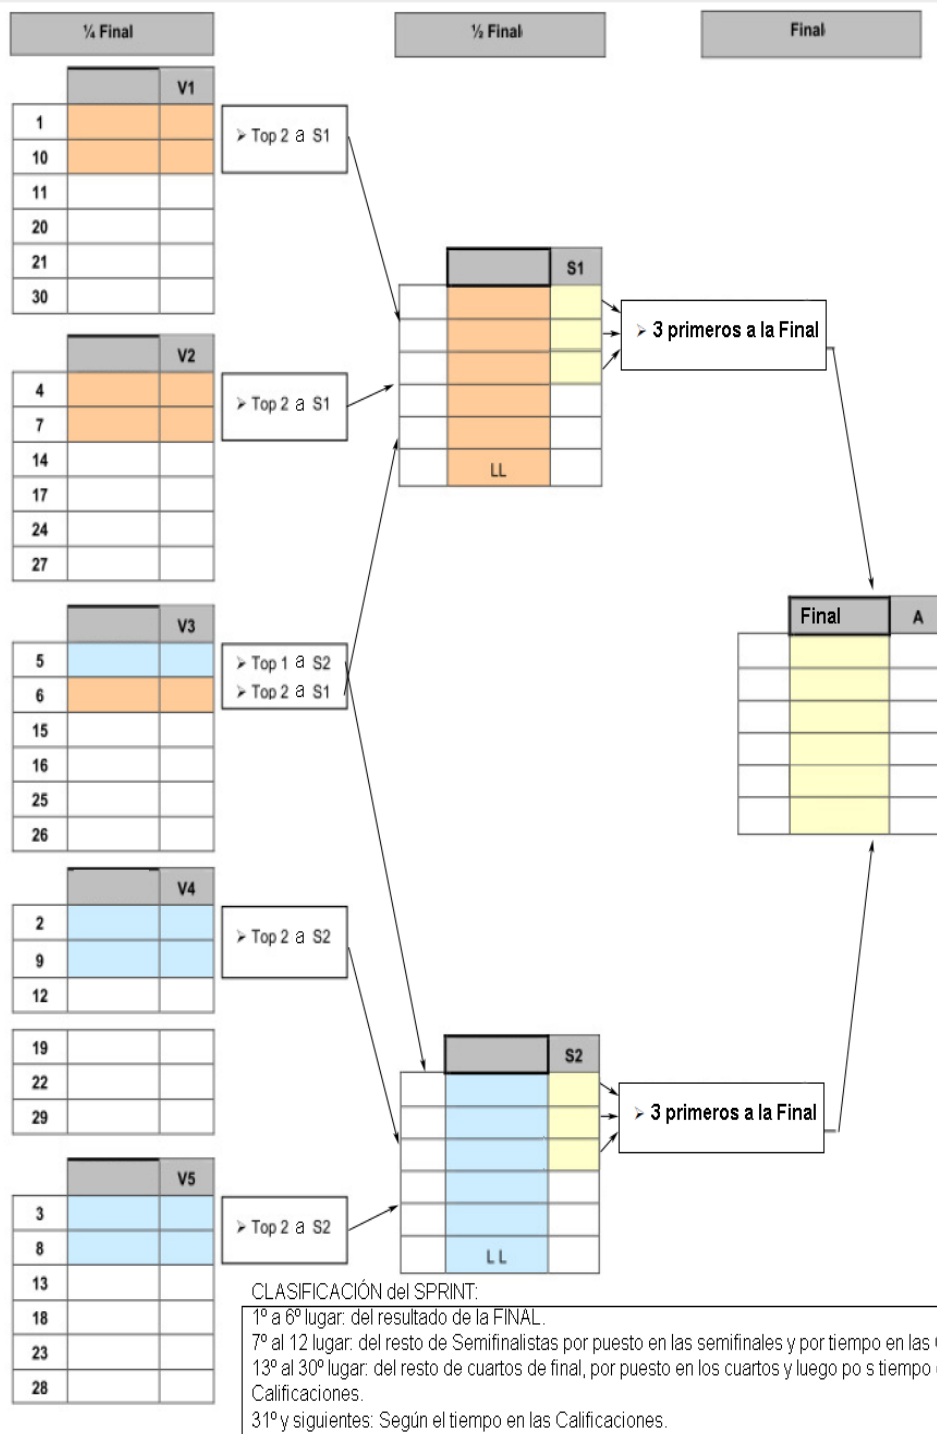 ¼ Final
½ Final
Final
V1
1
10
11
20
21
30
➢ Top 2 a S1
V2
4
7
14
17
24
27
➢ Top 2 a S1
V3
5
6
15
16
25
26
➢ Top 1 a S2
➢ Top 2 a S1
V4
2
9
12
19
22
29
➢ Top 2 a S2
V5
3
8
13
18
23
28
➢ Top 2 a S2
S1
LL
➢ 3 primeros a la Final
S2
L L
➢ 3 primeros a la Final
Final A
CLASIFICACIÓN del SPRINT:
1º a 6º lugar: del resultado de la FINAL.
7º al 12 lugar: del resto de Semifinalistas por puesto en las semifinales y por tiempo en las
13º al 30º lugar: del resto de cuartos de final, por puesto en los cuartos y luego po s tiempo
Calificaciones.
31º y siguientes: Según el tiempo en las Calificaciones.